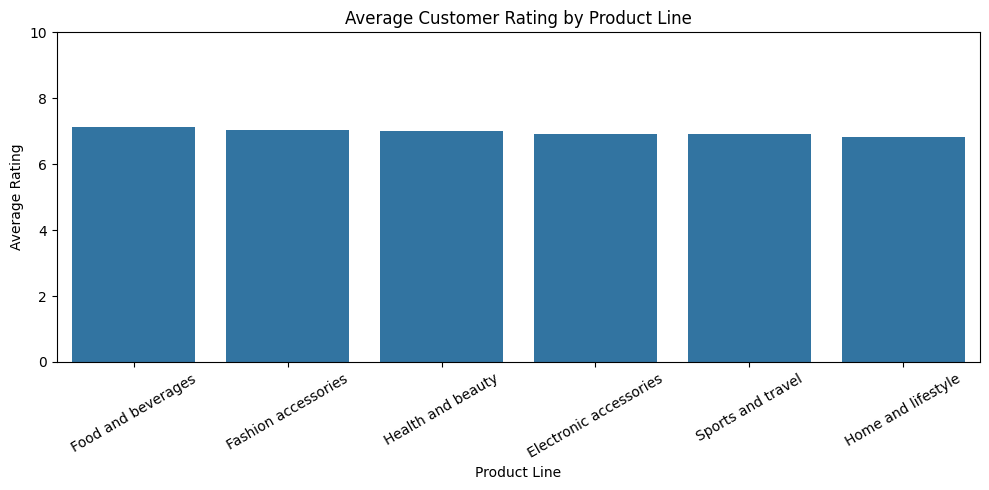 Average Customer Rating by Product Line
Average Rating
10
8
6
4
2
0
Food and beverages
Fashion accessories
Health and beauty
Electronic accessories
Sports and travel
Home and lifestyle
Product Line